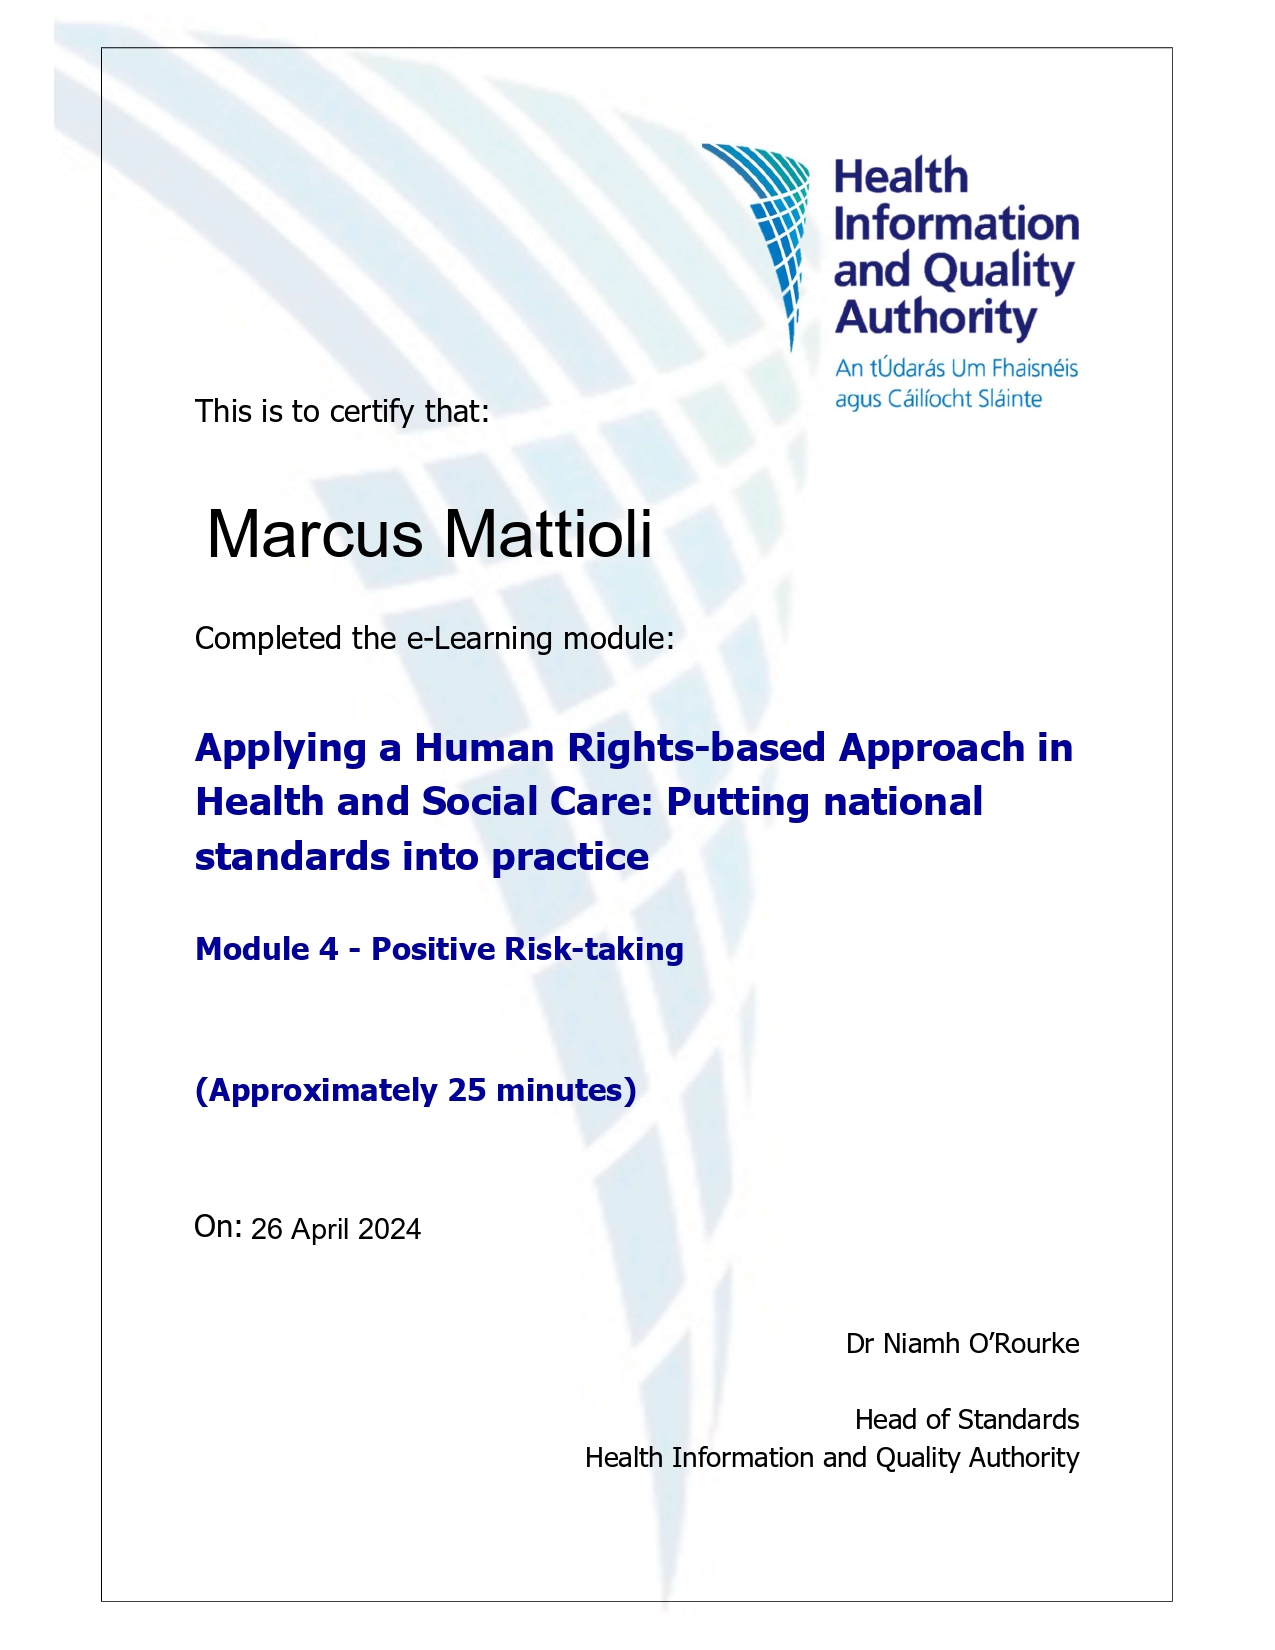 Health
Information
and Quality
Authority
An tÚdarás Um Fhaisnéis
agus Cáilíocht Sláinte
This is to certify that:
Marcus Mattioli
Completed the e-Learning module:
Applying a Human Rights-based Approach in
Health and Social Care: Putting national
standards into practice
Module 4 - Positive Risk-taking
(Approximately 25 minutes)
On: 26 April 2024
Dr Niamh O’Rourke
Head of Standards
Health Information and Quality Authority